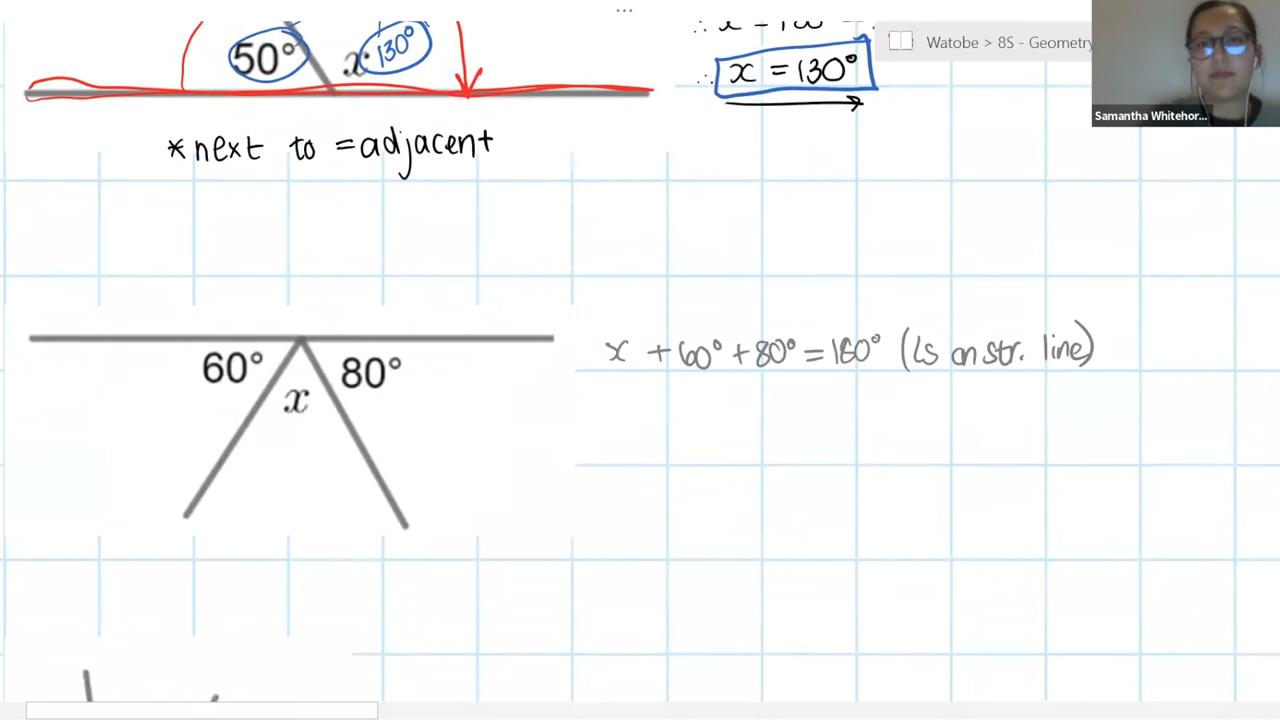 50° x 130°
∴ x = 130°
Watobe > 8S - Geometry
Samantha Whitehor...
*next to = adjacent
60° x 80°
x + 60° + 80° = 180° (∠s on str. line)